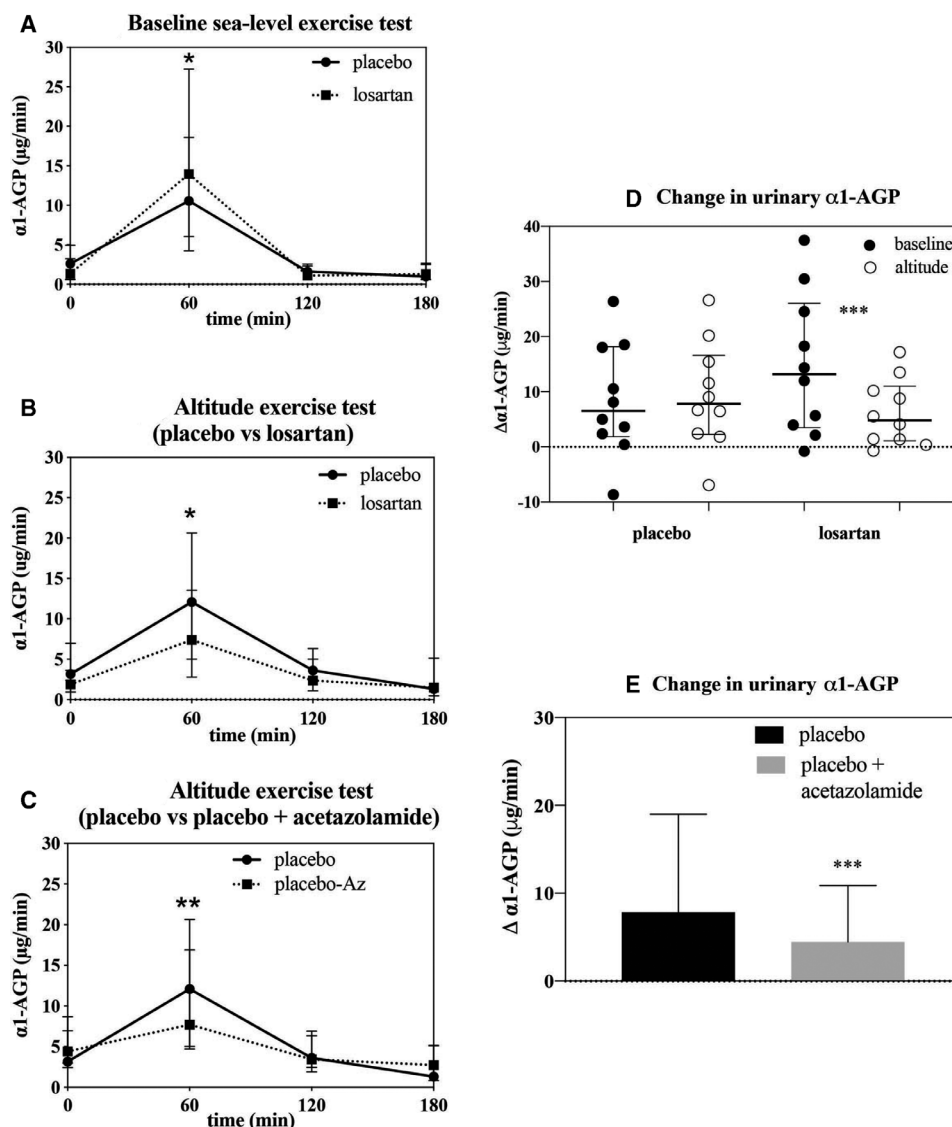 A
Baseline sea-level exercise test
30
25
20
15
10
5
0
α1-AGP (μg/min)
*
placebo
losartan
0 60 120 180
time (min)
B
Altitude exercise test
(placebo vs losartan)
30
25
20
15
10
5
0
α1-AGP (ug/min)
*
placebo
losartan
0 60 120 180
time (min)
C
Altitude exercise test
(placebo vs placebo + acetazolamide)
30
25
20
15
10
5
0
α1-AGP (μg/min)
**
placebo
placebo-Az
0 60 120 180
time (min)
D Change in urinary α1-AGP
40
30
20
10
0
-10
Δα1-AGP (μg/min)
baseline
altitude
***
placebo losartan
E Change in urinary α1-AGP
30
20
10
0
Δ α1-AGP (μg/min)
placebo
placebo +
acetazolamide
***